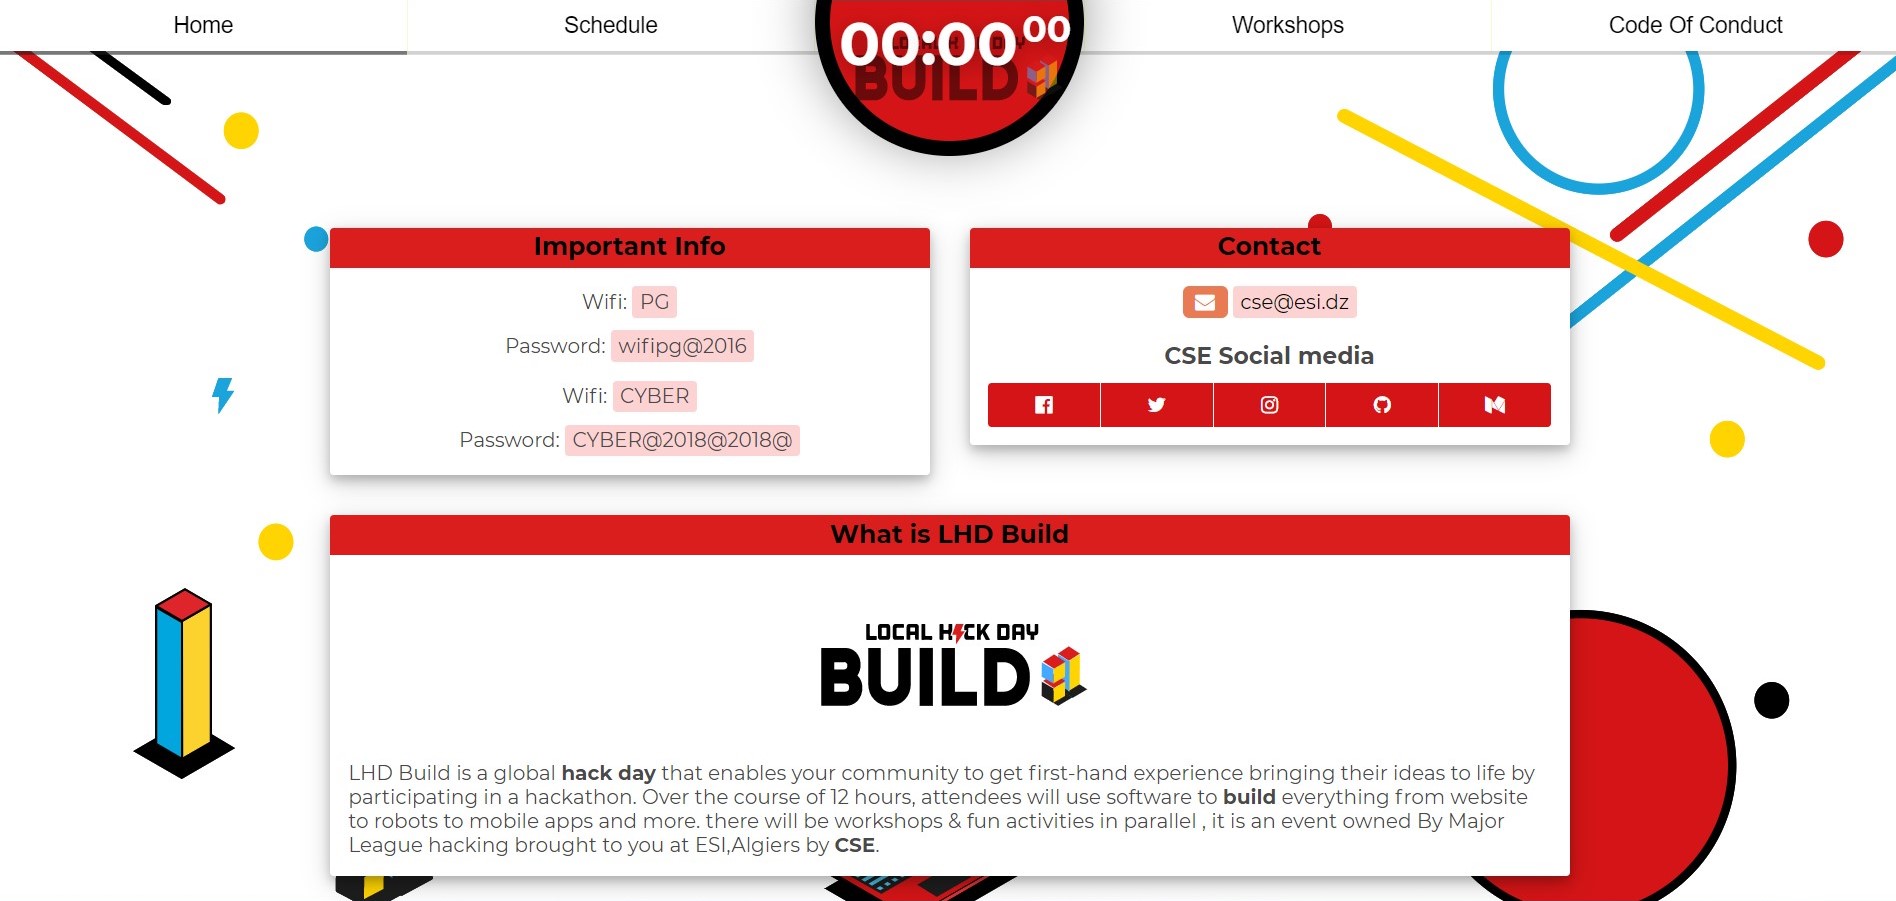 Home
Schedule
00:00 00
LOCAL HACK DAY
BUILD
Workshops
Code Of Conduct
Important Info
Wifi: PG
Password: wifipg@2016
Wifi: CYBER
Password: CYBER@2018@2018@
Contact
cse@esi.dz
CSE Social media
What is LHD Build
LOCAL HACK DAY
BUILD
LHD Build is a global hack day that enables your community to get first-hand experience bringing their ideas to life by
participating in a hackathon. Over the course of 12 hours, attendees will use software to build everything from website
to robots to mobile apps and more. there will be workshops & fun activities in parallel , it is an event owned By Major
League hacking brought to you at ESI,Algiers by CSE.